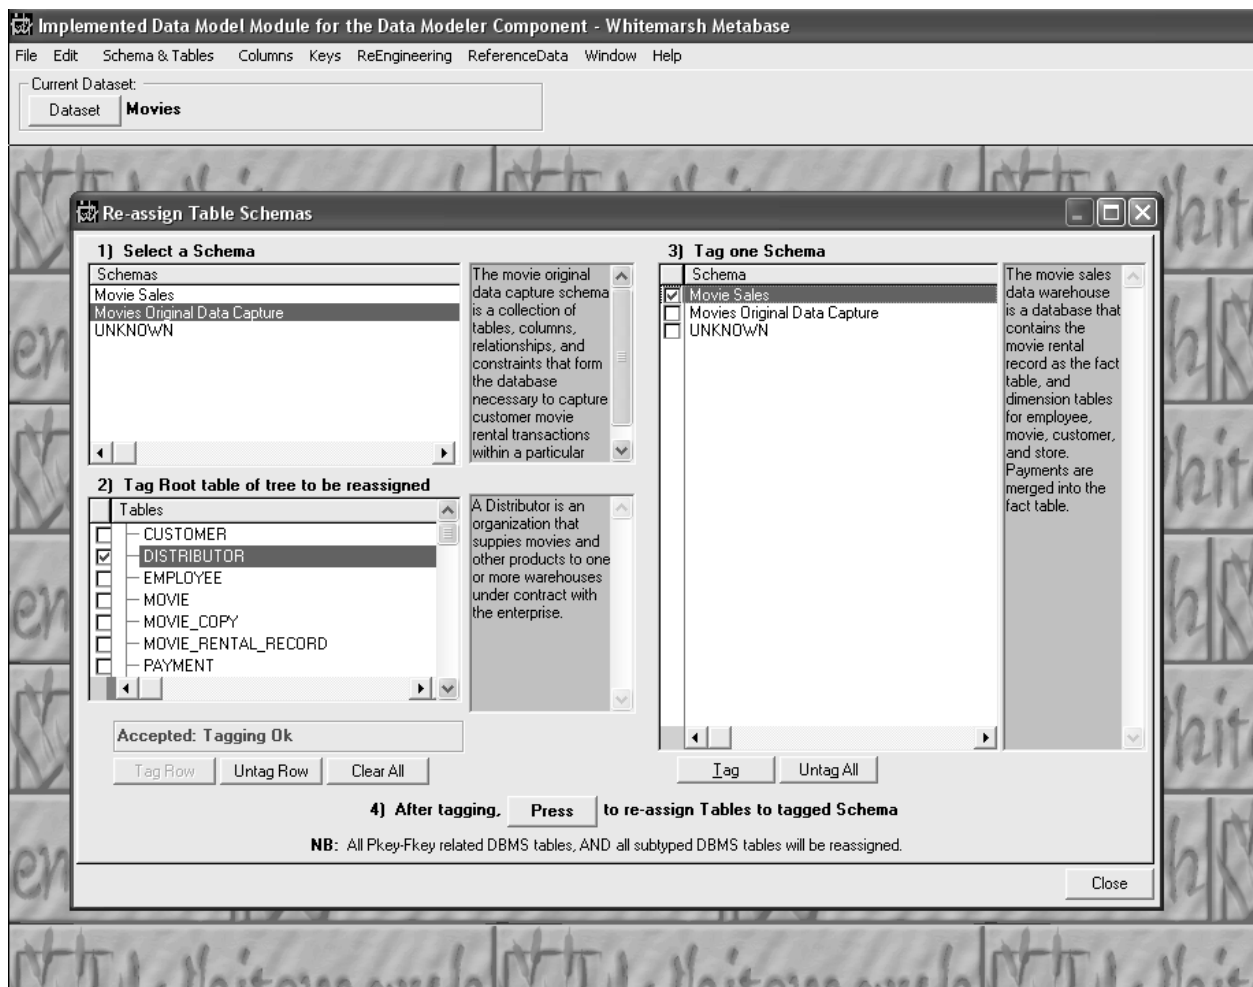 Implemented Data Model Module for the Data Modeler Component - Whitemarsh Metabase
File Edit Schema & Tables Columns Keys ReEngineering ReferenceData Window Help
Current Dataset:
Dataset Movies
Re-assign Table Schemas
1) Select a Schema
Schemas
Movie Sales
Movies Original Data Capture
UNKNOWN
The movie original
data capture schema
is a collection of
tables, columns,
relationships, and
constraints that form
the database
necessary to capture
customer movie
rental transactions
within a particular
2) Tag Root table of tree to be reassigned
Tables
CUSTOMER
DISTRIBUTOR
EMPLOYEE
MOVIE
MOVIE_COPY
MOVIE_RENTAL_RECORD
PAYMENT
A Distributor is an
organization that
suppies movies and
other products to one
or more warehouses
under contract with
the enterprise.
Accepted: Tagging Ok
Tag Row Untag Row Clear All
3) Tag one Schema
Schema
Movie Sales
Movies Original Data Capture
UNKNOWN
The movie sales
data warehouse
is a database that
contains the
movie rental
record as the fact
table, and
dimension tables
for employee,
movie, customer,
and store.
Payments are
merged into the
fact table.
Tag Untag All
4) After tagging, Press to re-assign Tables to tagged Schema
NB: All Pkey-Fkey related DBMS tables, AND all subtyped DBMS tables will be reassigned.
Close